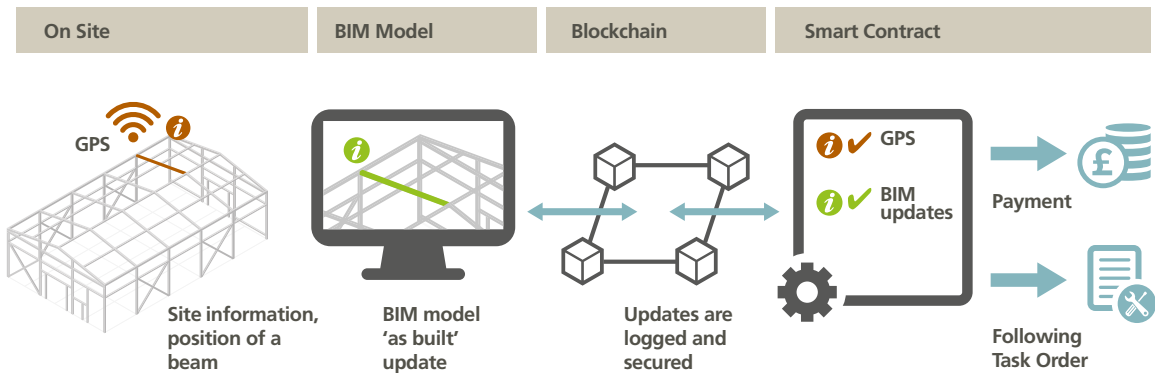 On Site
BIM Model
Blockchain
Smart Contract
GPS
i
Site information,
position of a
beam
i
BIM model
‘as built’
update
Updates are
logged and
secured
i GPS
i BIM
updates
£
Payment
Following
Task Order